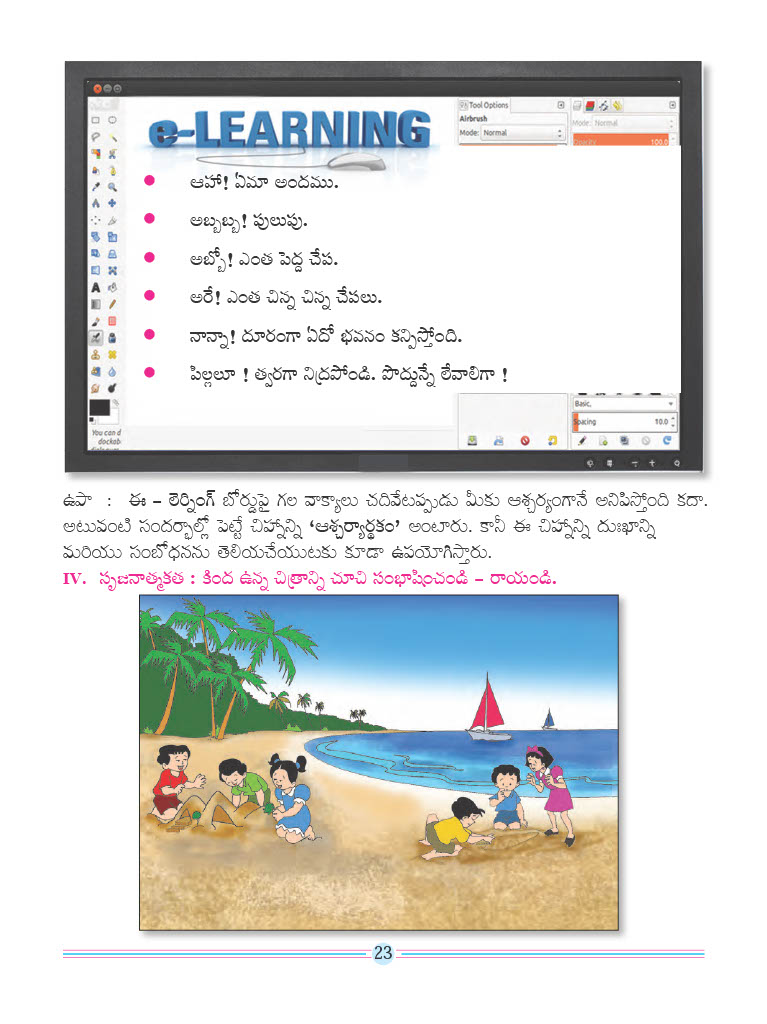 Tool Options
Airbrush
Mode: Normal
Mode: Normal
Opacity 100.0
e-LEARNING
• ఆహా! ఏమా అందము.
• అబ్బబ్బ! పులుపు.
• అబ్బో! ఎంత పెద్ద చేప.
• అరే! ఎంత చిన్న చిన్న చేపలు.
• నాన్నా! దూరంగా ఏదో భవనం కన్పిస్తోంది.
• పిల్లలూ ! త్వరగా నిద్రపోండి. పొద్దున్నే లేవాలిగా !
Basic,
Spacing 10.0
You can d
dockab
ఉపా : ఈ – లెర్నింగ్ బోర్డుపై గల వాక్యాలు చదివేటప్పుడు మీకు ఆశ్చర్యంగానే అనిపిస్తోంది కదా.
అటువంటి సందర్భాల్లో పెట్టే చిహ్నాన్ని ‘ఆశ్చర్యార్థకం’ అంటారు. కానీ ఈ చిహ్నాన్ని దుఃఖాన్ని
మరియు సంబోధనను తెలియచేయుటకు కూడా ఉపయోగిస్తారు.
IV. సృజనాత్మకత : కింద ఉన్న చిత్రాన్ని చూచి సంభాషించండి – రాయండి.
23